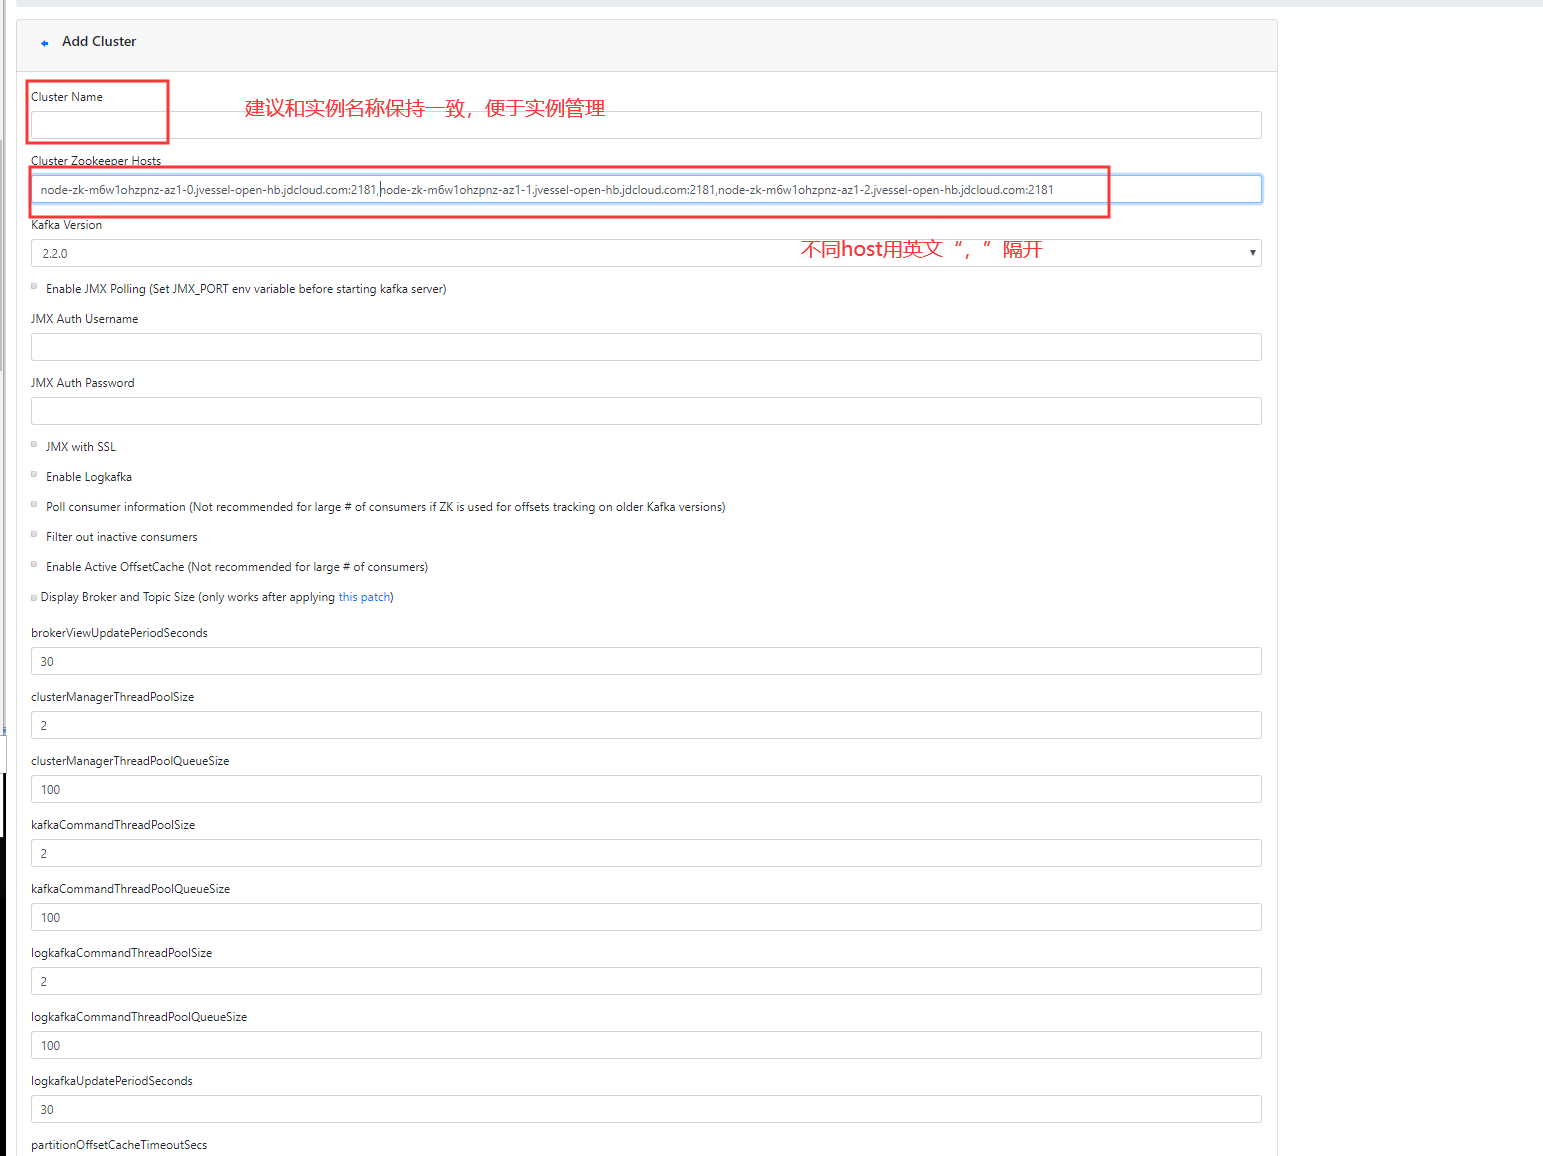 Add Cluster
Cluster Name
建议和实例名称保持一致，便于实例管理
Cluster Zookeeper Hosts
node-zk-m6w1ohzpnz-az1-0.jvessel-open-hb.jdcloud.com:2181,node-zk-m6w1ohzpnz-az1-1.jvessel-open-hb.jdcloud.com:2181,node-zk-m6w1ohzpnz-az1-2.jvessel-open-hb.jdcloud.com:2181
Kafka Version
不同host用英文“，”隔开
2.2.0
Enable JMX Polling (Set JMX_PORT env variable before starting kafka server)
JMX Auth Username
JMX Auth Password
JMX with SSL
Enable Logkafka
Poll consumer information (Not recommended for large # of consumers if ZK is used for offsets tracking on older Kafka versions)
Filter out inactive consumers
Enable Active OffsetCache (Not recommended for large # of consumers)
Display Broker and Topic Size (only works after applying this patch)
brokerViewUpdatePeriodSeconds
30
clusterManagerThreadPoolSize
2
clusterManagerThreadPoolQueueSize
100
kafkaCommandThreadPoolSize
2
kafkaCommandThreadPoolQueueSize
100
logkafkaCommandThreadPoolSize
2
logkafkaCommandThreadPoolQueueSize
100
logkafkaUpdatePeriodSeconds
30
partitionOffsetCacheTimeoutSecs